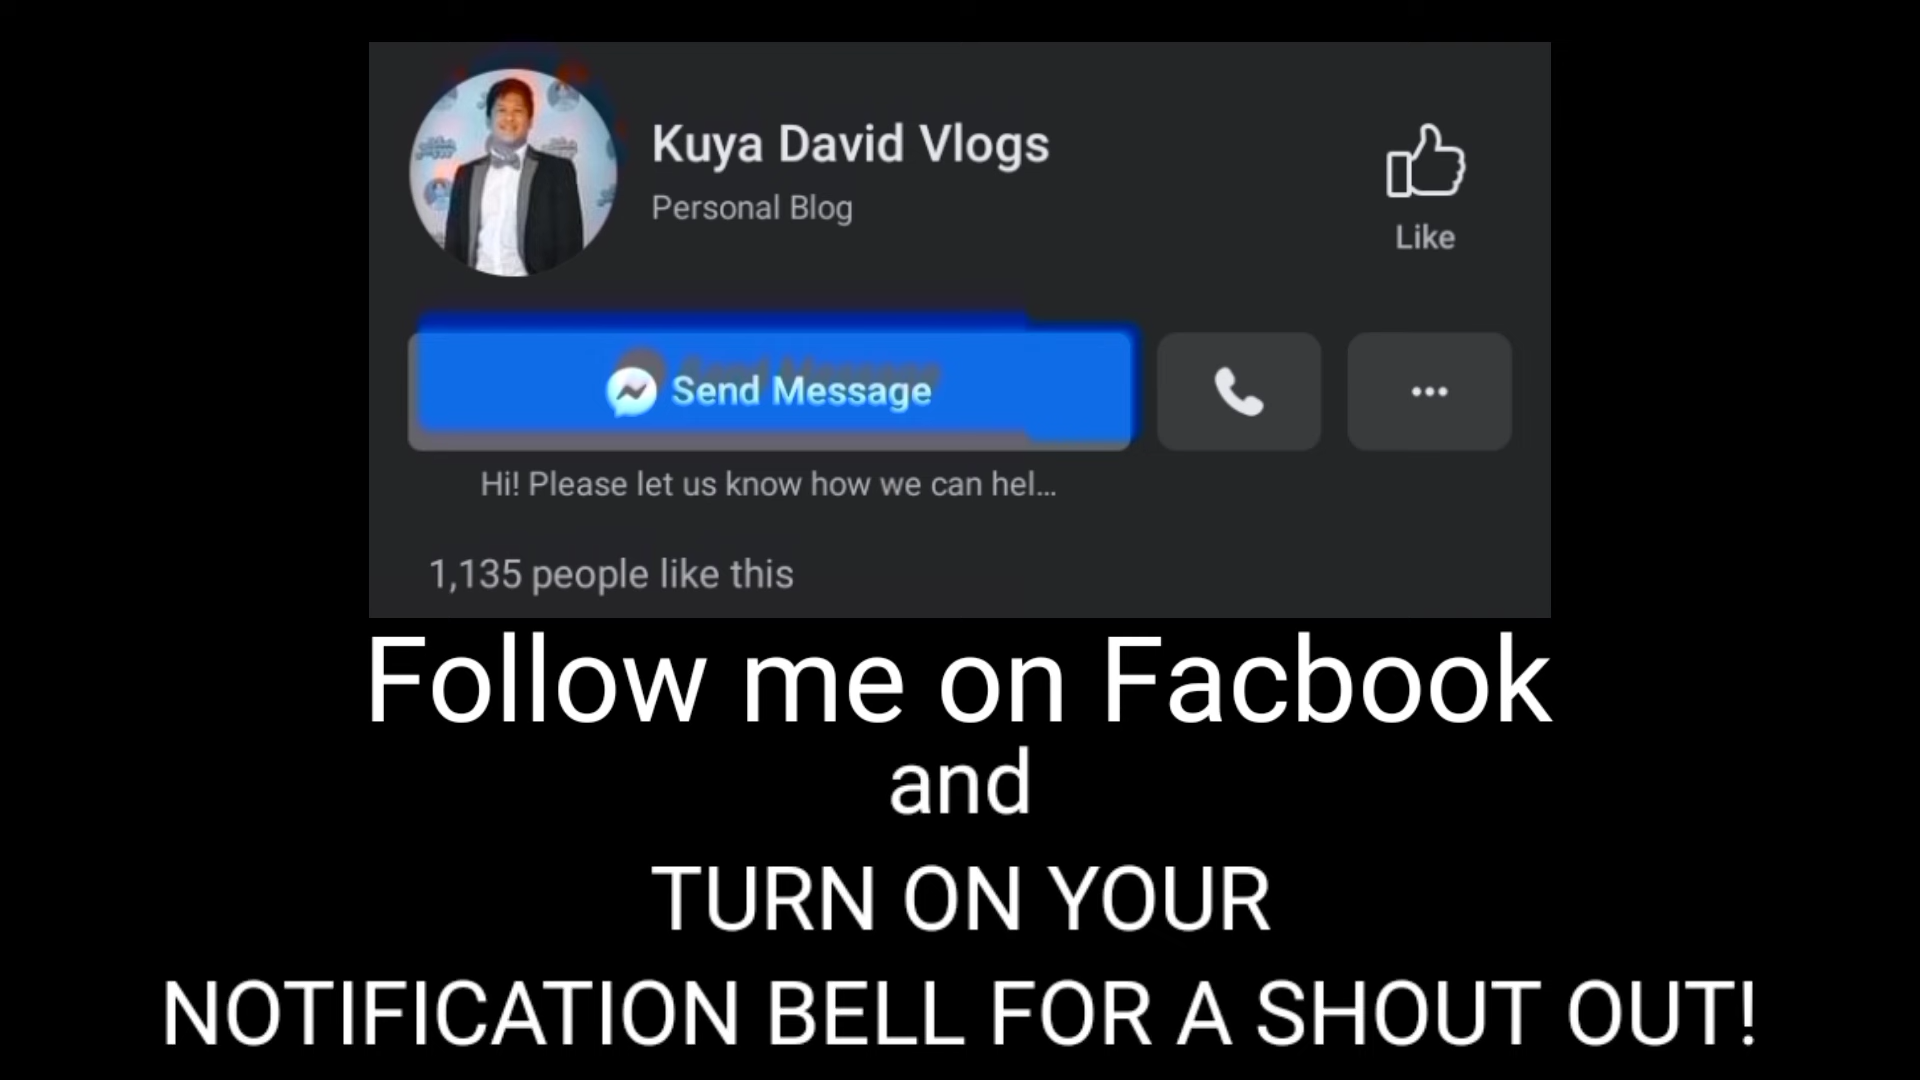 Kuya David Vlogs
Personal Blog
Like
Send Message
Hi! Please let us know how we can hel...
1,135 people like this
Follow me on Facbook
and
TURN ON YOUR
NOTIFICATION BELL FOR A SHOUT OUT!